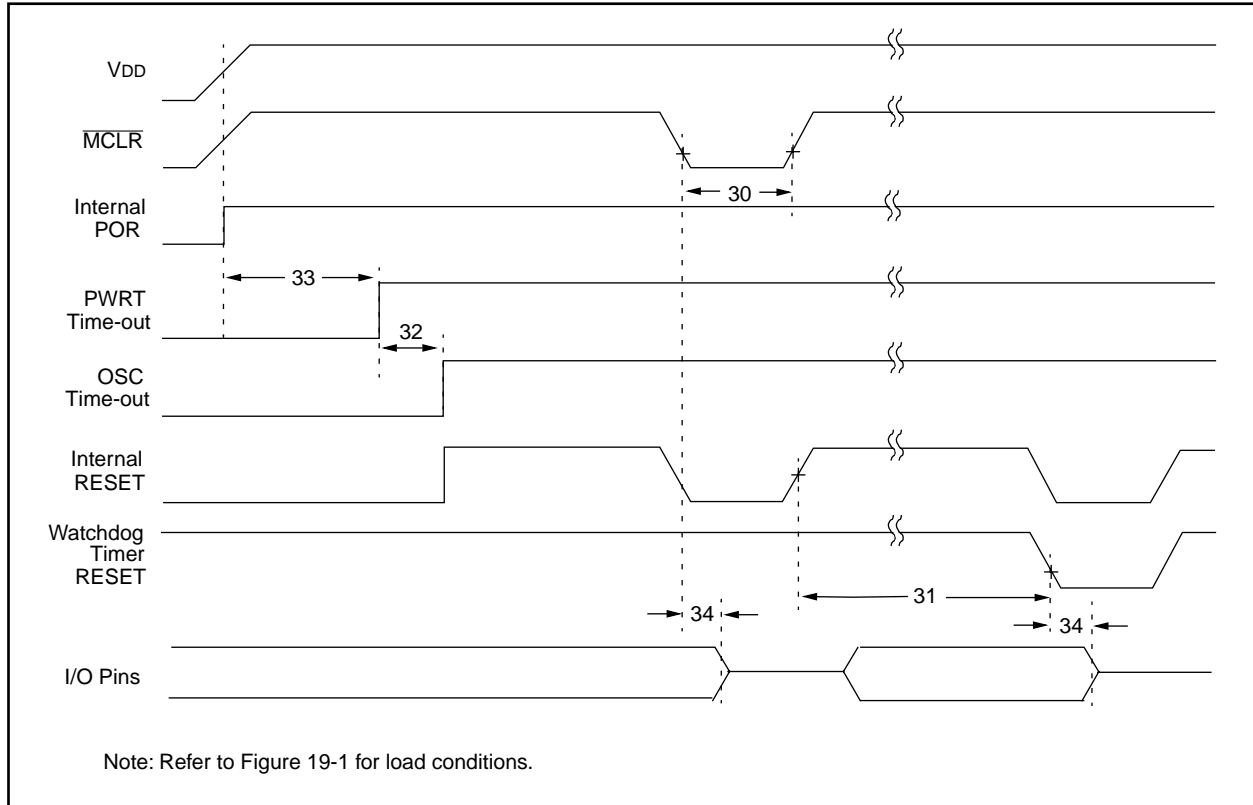 VDD
MCLR
30
Internal
POR
33
PWRT
Time-out
32
OSC
Time-out
Internal
RESET
Watchdog
Timer
RESET
31
34
34
I/O Pins
Note: Refer to Figure 19-1 for load conditions.